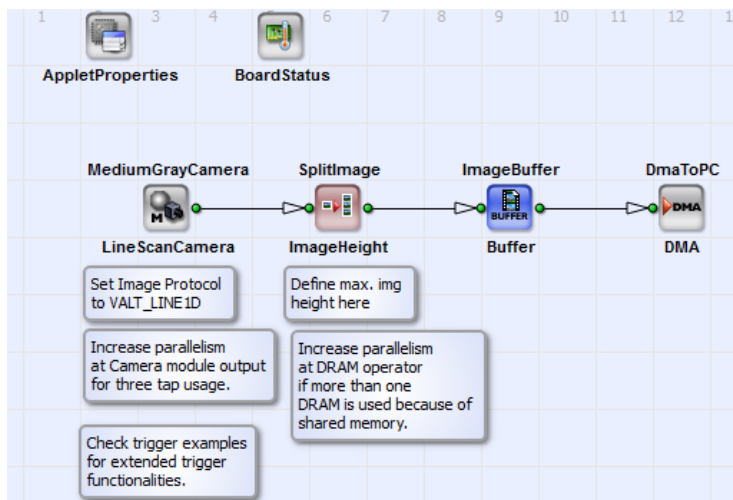 1 2 3 4 5 6 7 8 9 10 11 12 1
AppletProperties BoardStatus
MediumGrayCamera SplitImage ImageBuffer DmaToPC
M BUFFER DMA
LineScanCamera ImageHeight Buffer DMA
Set Image Protocol
to VALT_LINE1D
Define max. img
height here
Increase parallelism
at Camera module output
for three tap usage.
Increase parallelism
at DRAM operator
if more than one
DRAM is used because of
shared memory.
Check trigger examples
for extended trigger
functionalities.